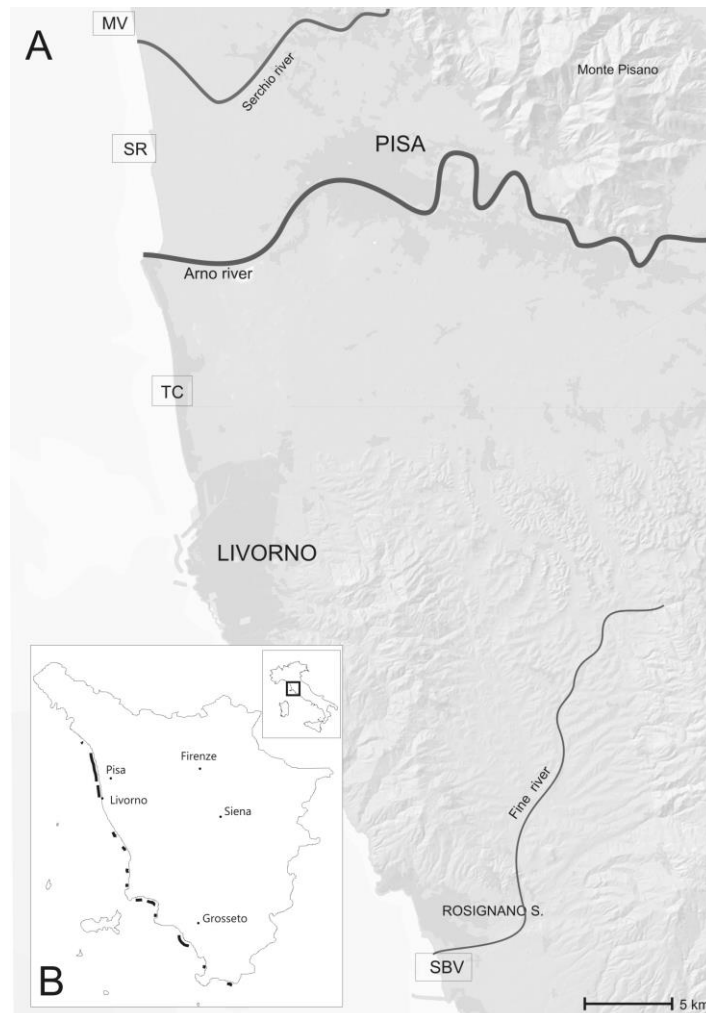 A
MV
Serchio river
Monte Pisano
SR
PISA
Arno river
TC
LIVORNO
Fine river
ROSIGNANO S.
SBV
5 km
B
Pisa
Firenze
Livorno
Siena
Grosseto